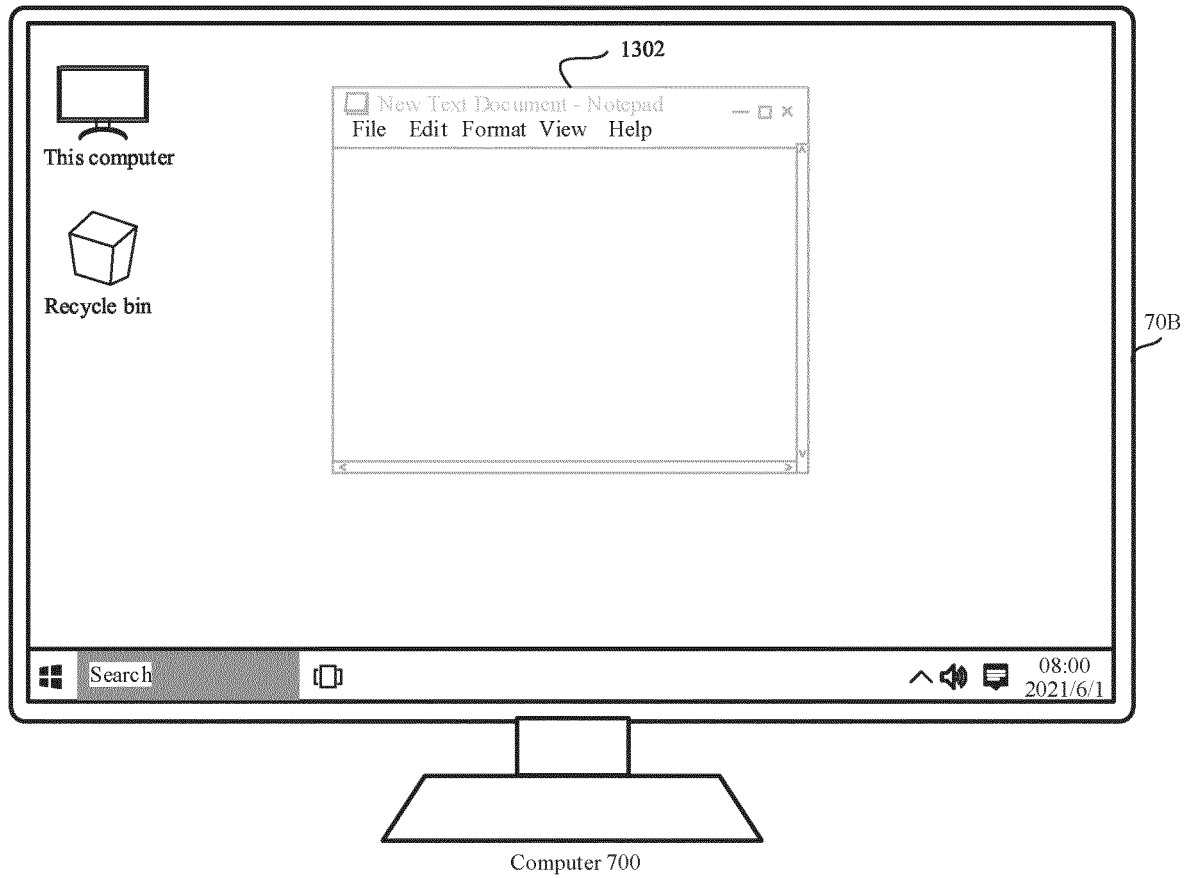 1302
New Text Document - Notepad
File Edit Format View Help
This computer
Recycle bin
70B
Search
08:00
2021/6/1
Computer 700